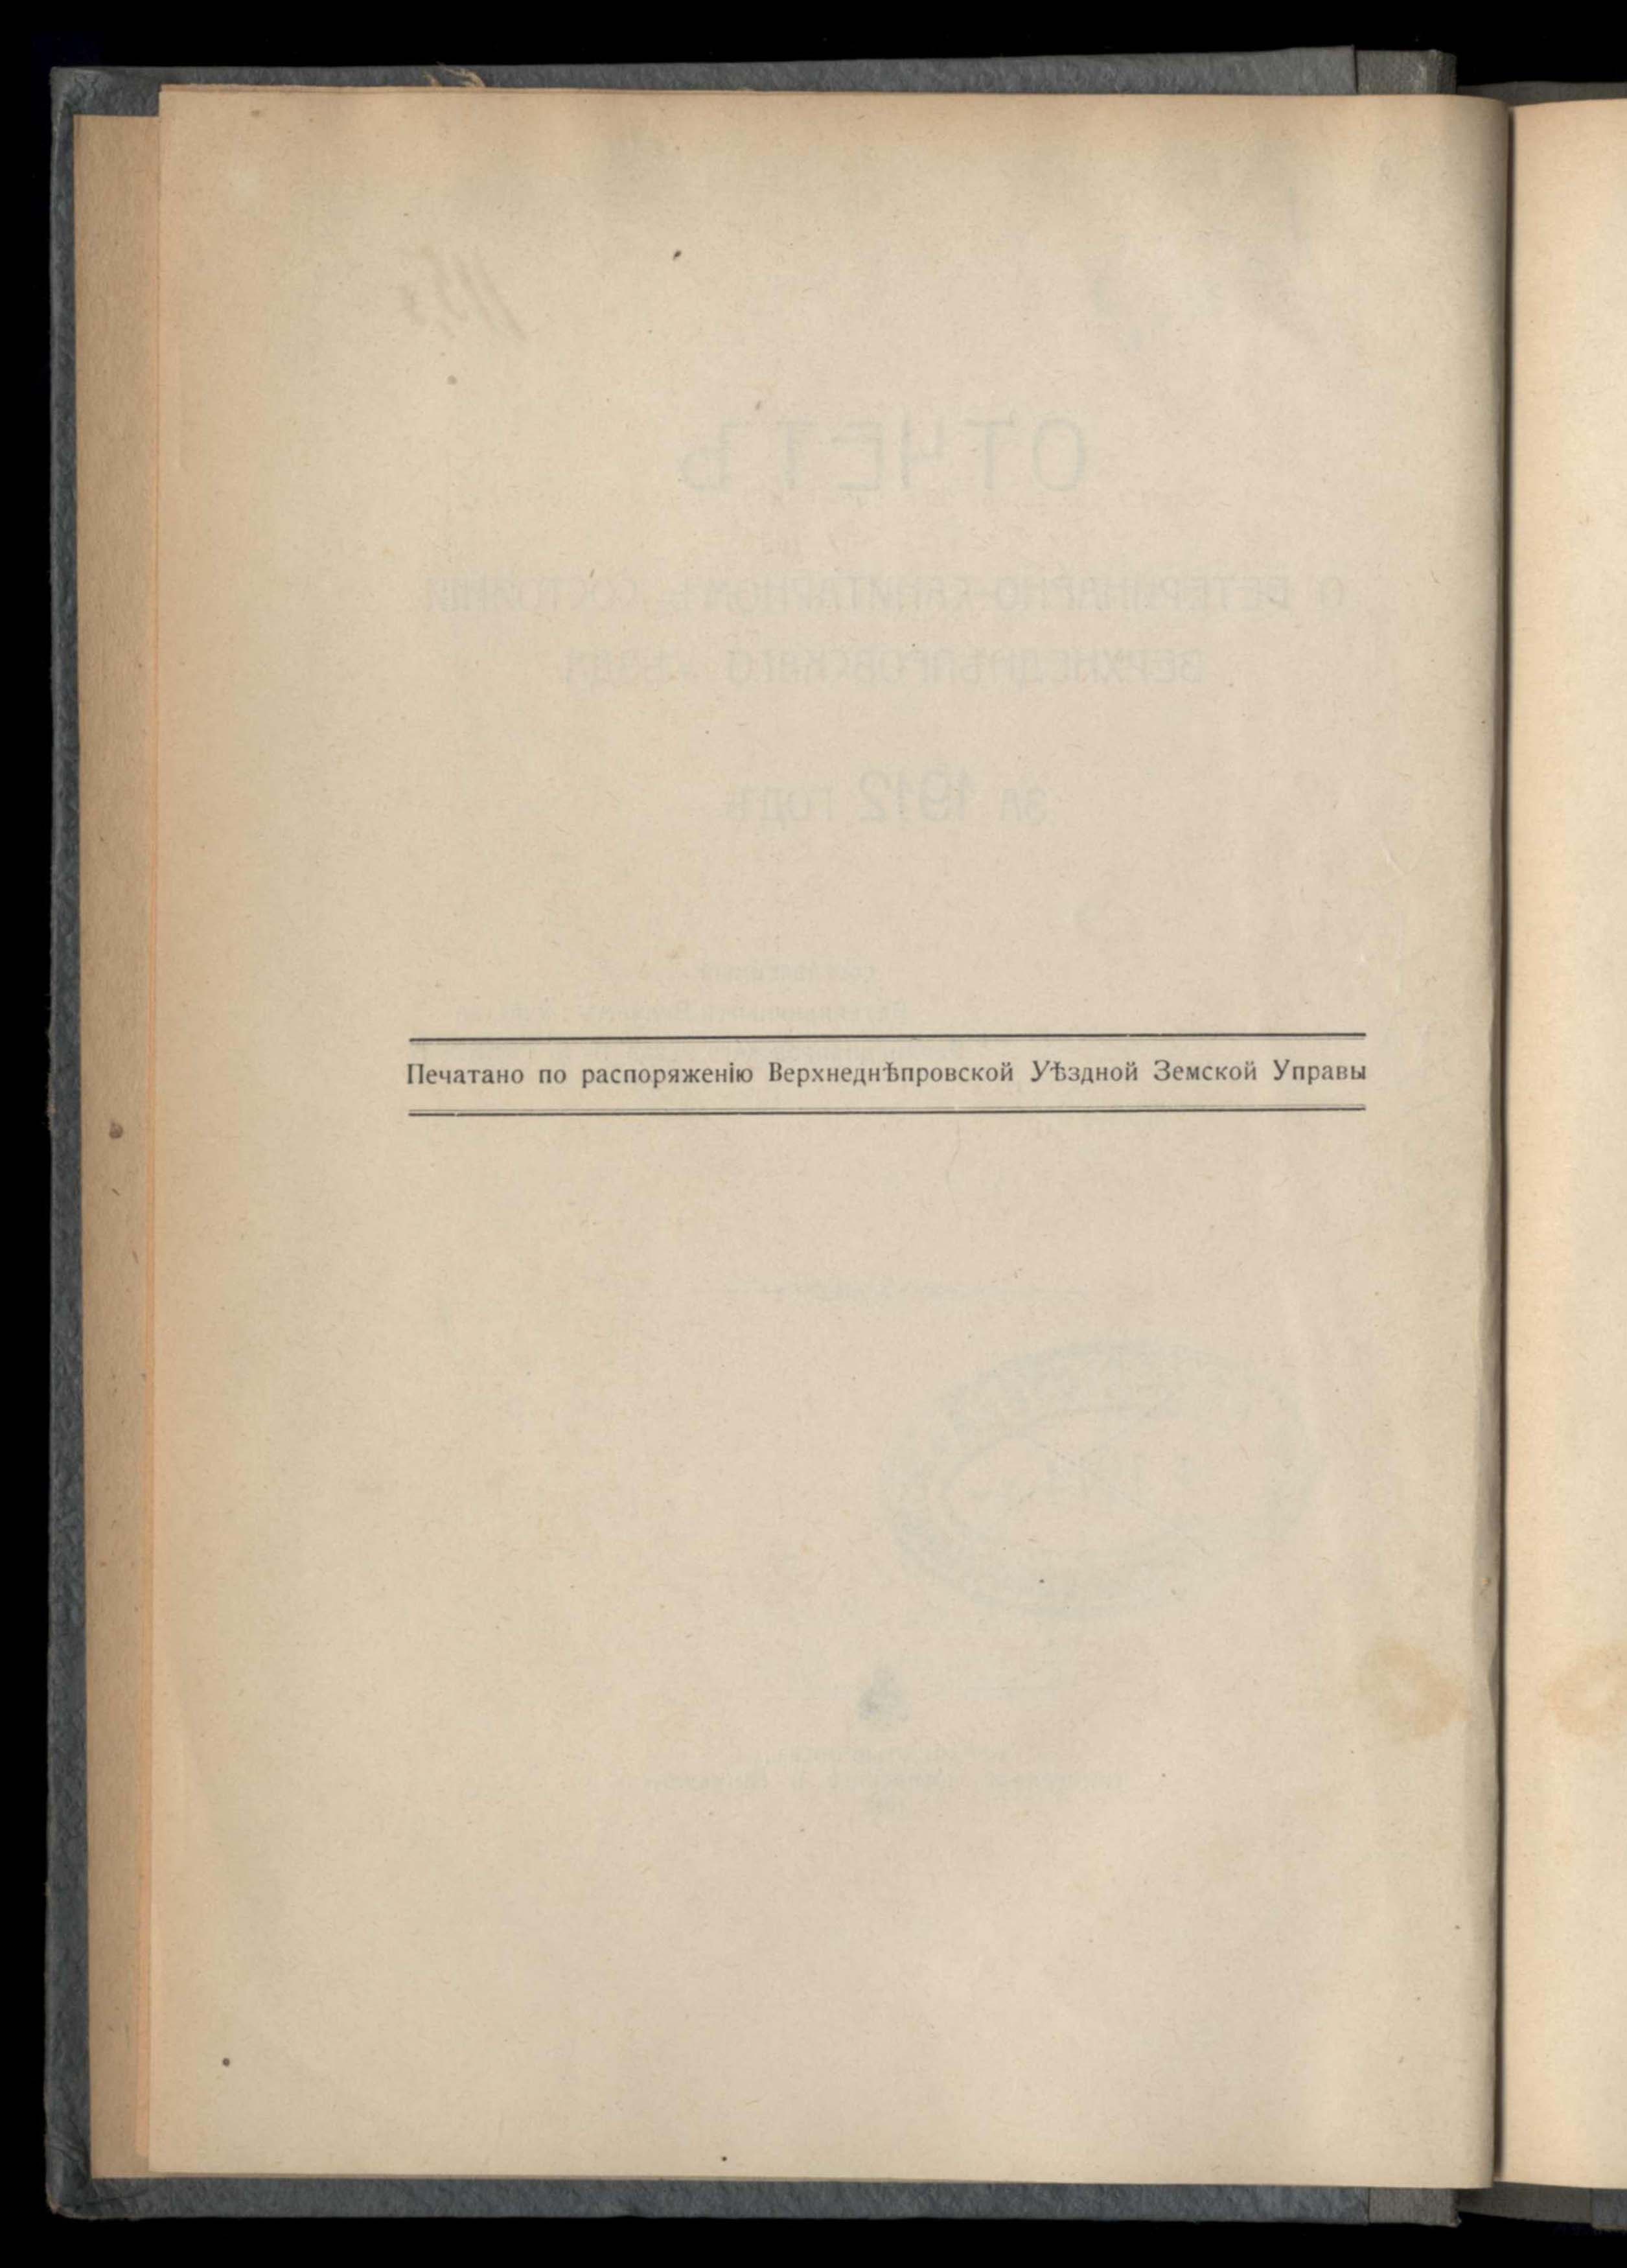 Печатано по распоряженію Верхнеднѣпровской Уѣздной Земской Управы